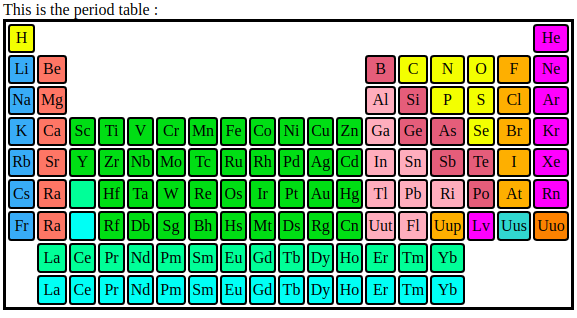 This is the period table :
H He
Li Be B C N O F Ne
Na Mg Al Si P S Cl Ar
K Ca Sc Ti V Cr Mn Fe Co Ni Cu Zn Ga Ge As Se Br Kr
Rb Sr Y Zr Nb Mo Tc Ru Rh Pd Ag Cd In Sn Sb Te I Xe
Cs Ra Hf Ta W Re Os Ir Pt Au Hg Tl Pb Ri Po At Rn
Fr Ra Rf Db Sg Bh Hs Mt Ds Rg Cn Uut Fl Uup Lv Uus Uuo
La Ce Pr Nd Pm Sm Eu Gd Tb Dy Ho Er Tm Yb
La Ce Pr Nd Pm Sm Eu Gd Tb Dy Ho Er Tm Yb